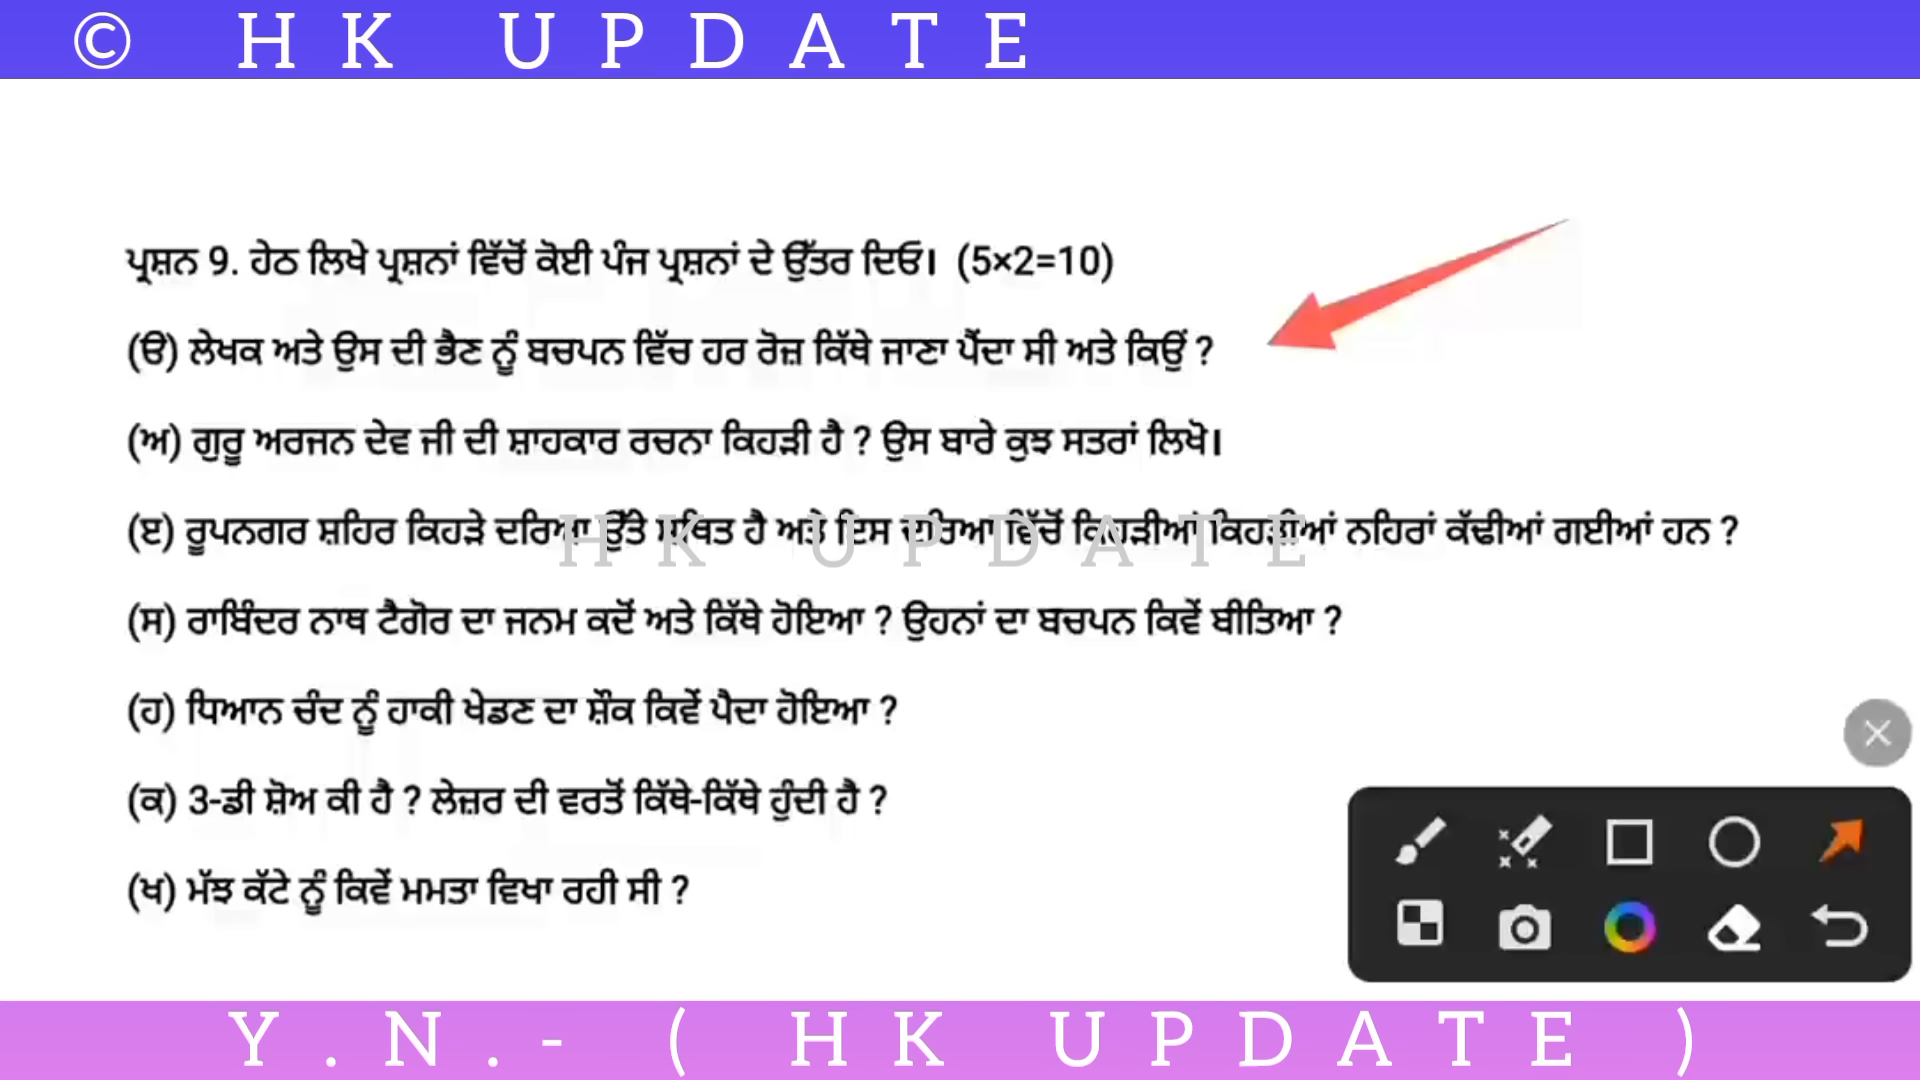 © HK UPDATE
ਪ੍ਰਸ਼ਨ 9. ਹੇਠ ਲਿਖੇ ਪ੍ਰਸ਼ਨਾਂ ਵਿੱਚੋਂ ਕੋਈ ਪੰਜ ਪ੍ਰਸ਼ਨਾਂ ਦੇ ਉੱਤਰ ਦਿਓ। (5×2=10)
(ੳ) ਲੇਖਕ ਅਤੇ ਉਸ ਦੀ ਭੈਣ ਨੂੰ ਬਚਪਨ ਵਿੱਚ ਹਰ ਰੋਜ਼ ਕਿੱਥੇ ਜਾਣਾ ਪੈਂਦਾ ਸੀ ਅਤੇ ਕਿਉਂ ?
(ਅ) ਗੁਰੂ ਅਰਜਨ ਦੇਵ ਜੀ ਦੀ ਸ਼ਾਹਕਾਰ ਰਚਨਾ ਕਿਹੜੀ ਹੈ ? ਉਸ ਬਾਰੇ ਕੁਝ ਸਤਰਾਂ ਲਿਖੋ।
(ੲ) ਰੂਪਨਗਰ ਸ਼ਹਿਰ ਕਿਹੜੇ ਦਰਿਆ ਉੱਤੇ ਸਥਿਤ ਹੈ ਅਤੇ ਇਸ ਦਰਿਆ ਵਿੱਚੋਂ ਕਿਹੜੀਆਂ ਕਿਹੜੀਆਂ ਨਹਿਰਾਂ ਕੱਢੀਆਂ ਗਈਆਂ ਹਨ ?
HK UPDATE
(ਸ) ਰਾਬਿੰਦਰ ਨਾਥ ਟੈਗੋਰ ਦਾ ਜਨਮ ਕਦੋਂ ਅਤੇ ਕਿੱਥੇ ਹੋਇਆ ? ਉਹਨਾਂ ਦਾ ਬਚਪਨ ਕਿਵੇਂ ਬੀਤਿਆ ?
(ਹ) ਧਿਆਨ ਚੰਦ ਨੂੰ ਹਾਕੀ ਖੇਡਣ ਦਾ ਸ਼ੌਕ ਕਿਵੇਂ ਪੈਦਾ ਹੋਇਆ ?
(ਕ) 3-ਡੀ ਸ਼ੋਅ ਕੀ ਹੈ ? ਲੇਜ਼ਰ ਦੀ ਵਰਤੋਂ ਕਿੱਥੇ-ਕਿੱਥੇ ਹੁੰਦੀ ਹੈ ?
(ਖ) ਮੱਝ ਕੱਟੇ ਨੂੰ ਕਿਵੇਂ ਮਮਤਾ ਵਿਖਾ ਰਹੀ ਸੀ ?
Y.N.- (HK UPDATE)